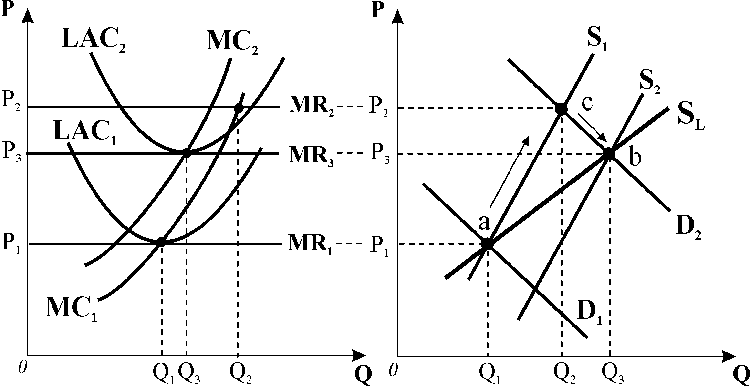 P
LAC₂
MC₂
P₂
MR₂
LAC₁
P₃
MR₃
P₁
MR₁
MC₁
0
Q₁ Q₃ Q₂
Q
P
S₁
S₂
P₂
c
S_L
P₃
b
a
P₁
D₂
D₁
0
Q₁ Q₂ Q₃
Q